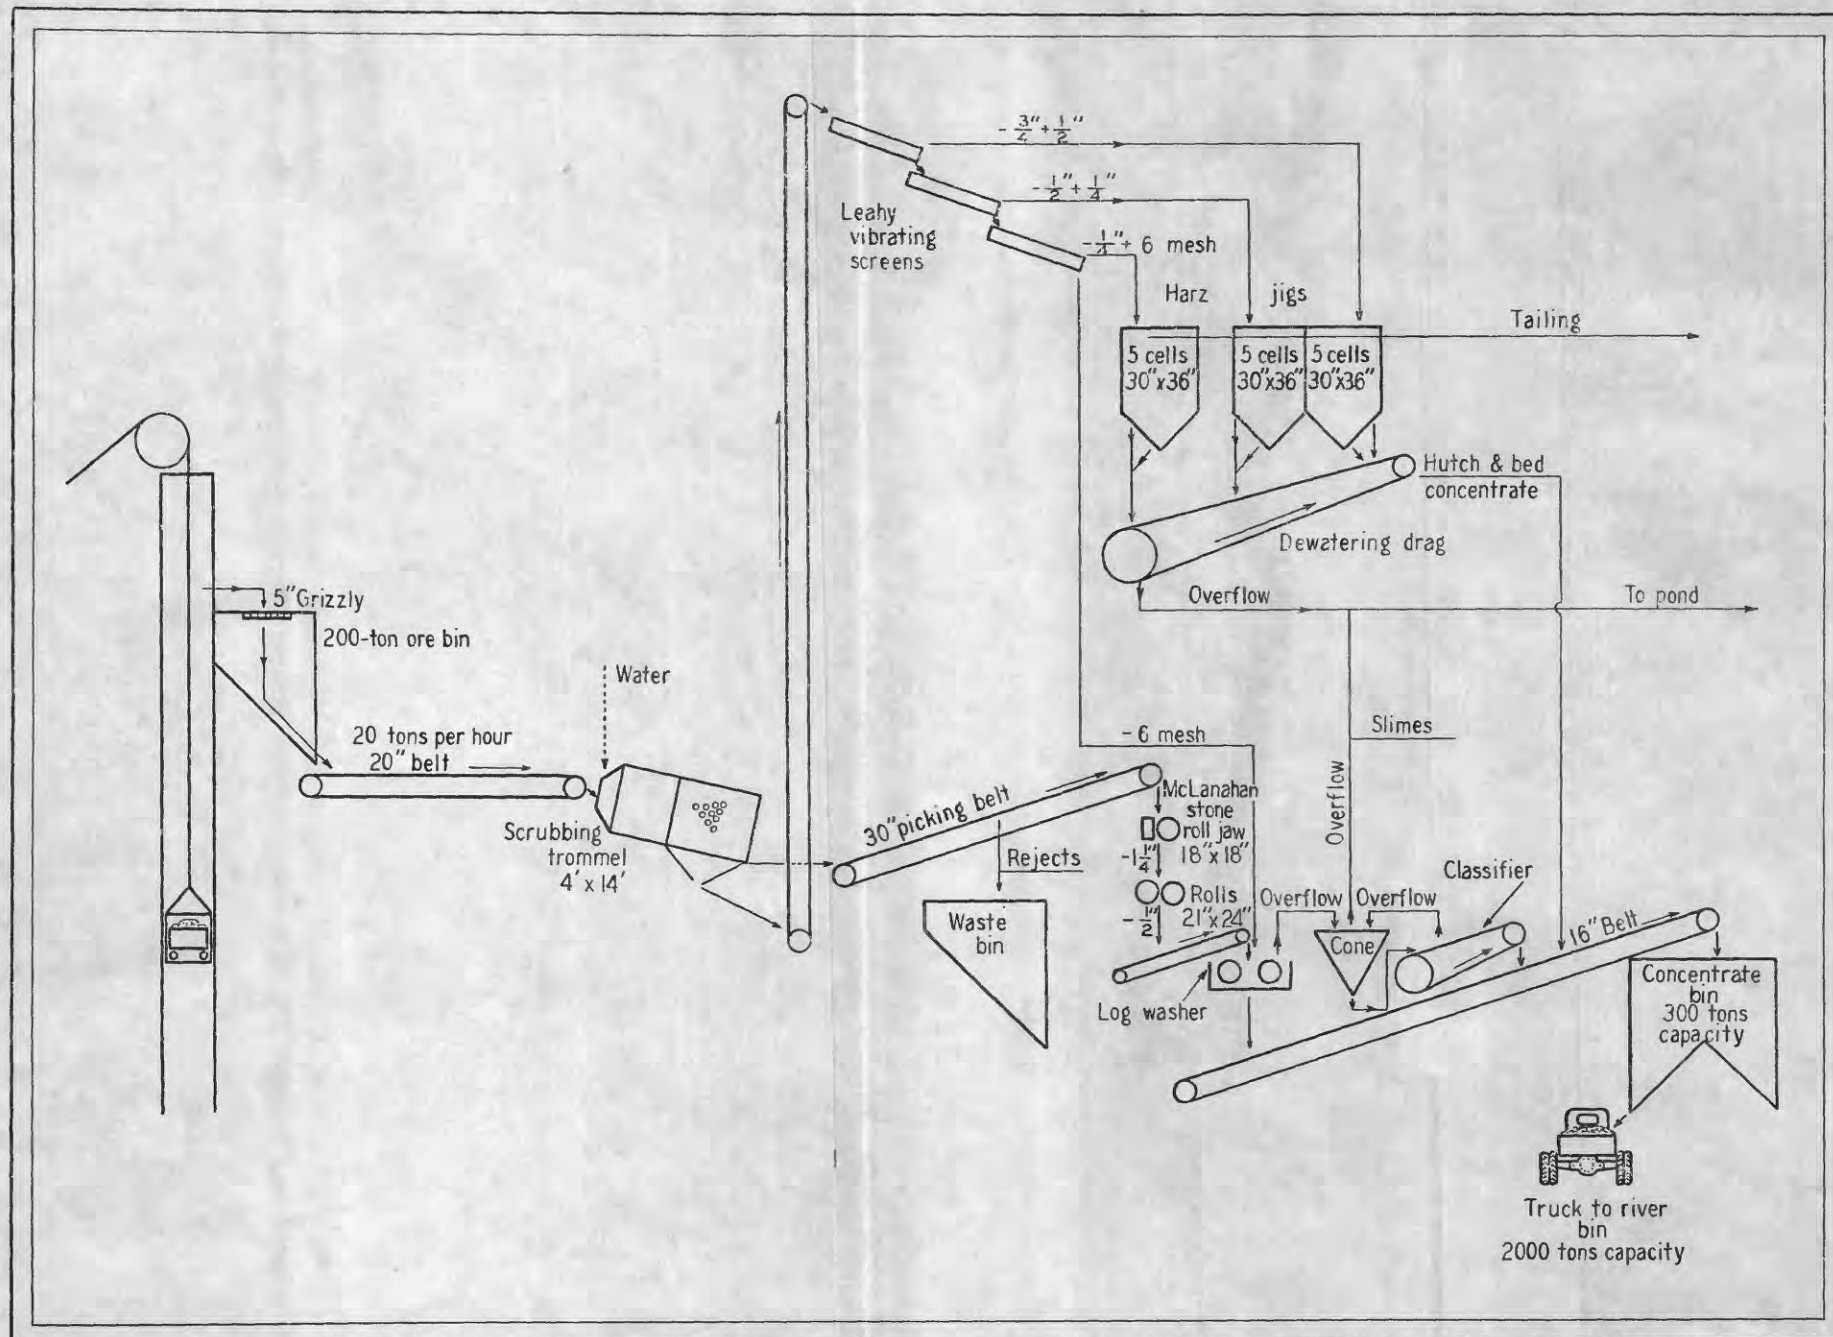 - 3/4" + 1/2"
- 1/2" + 1/4"
- 1/4" + 6 mesh
Leahy
vibrating
screens
Harz jigs
Tailing
5 cells
30"x36"
5 cells
30"x36"
5 cells
30"x36"
Hutch & bed
concentrate
Dewatering drag
Overflow
To pond
5" Grizzly
200-ton ore bin
Water
20 tons per hour
20" belt
Scrubbing
trommel
4' x 14'
Slimes
- 6 mesh
Overflow
30" picking belt
McLanahan
stone
roll jaw
18" x 18"
-1 1/4"
Rejects
Rolls
21"x24"
- 1/2"
Waste
bin
Overflow
Overflow
Classifier
Cone
Log washer
16" Belt
Concentrate
bin
300 tons
capacity
Truck to river
bin
2000 tons capacity